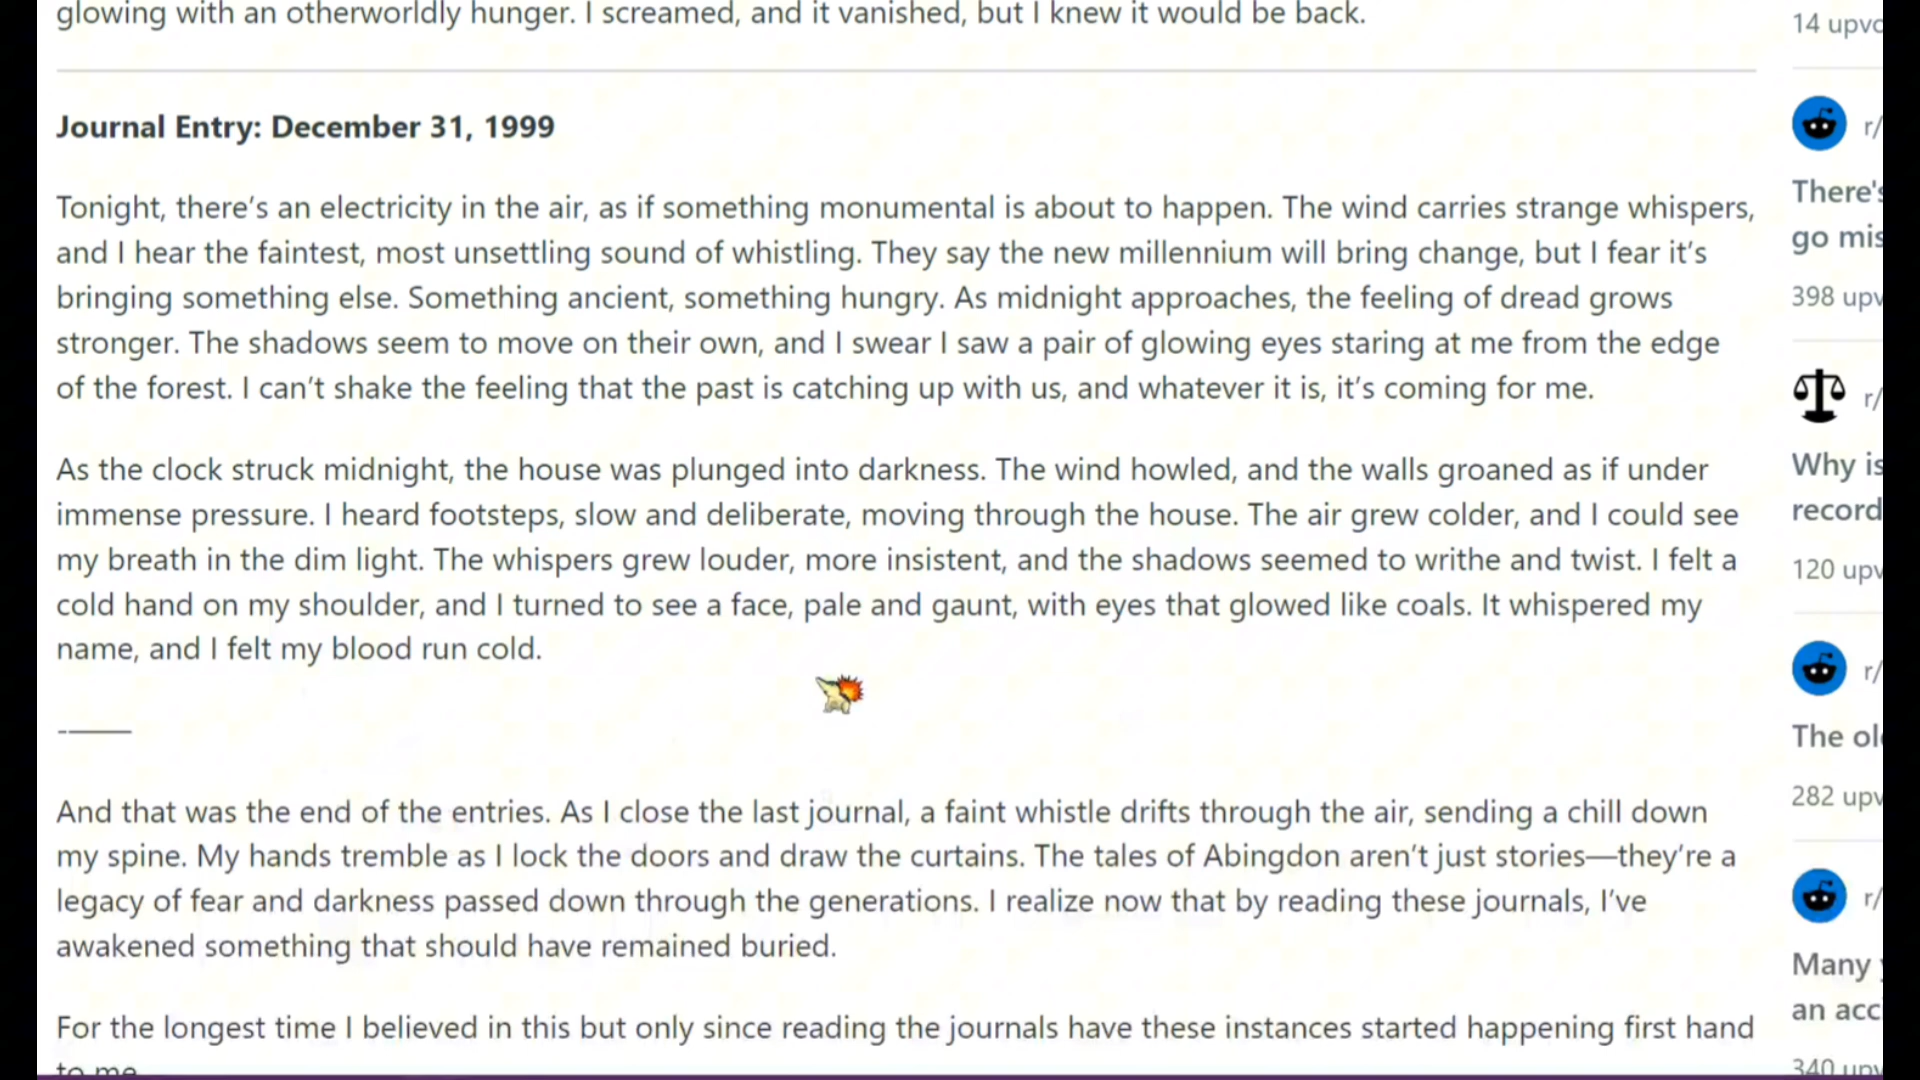 glowing with an otherworldly hunger. I screamed, and it vanished, but I knew it would be back.
Journal Entry: December 31, 1999
Tonight, there’s an electricity in the air, as if something monumental is about to happen. The wind carries strange whispers,
and I hear the faintest, most unsettling sound of whistling. They say the new millennium will bring change, but I fear it’s
bringing something else. Something ancient, something hungry. As midnight approaches, the feeling of dread grows
stronger. The shadows seem to move on their own, and I swear I saw a pair of glowing eyes staring at me from the edge
of the forest. I can’t shake the feeling that the past is catching up with us, and whatever it is, it’s coming for me.
As the clock struck midnight, the house was plunged into darkness. The wind howled, and the walls groaned as if under
immense pressure. I heard footsteps, slow and deliberate, moving through the house. The air grew colder, and I could see
my breath in the dim light. The whispers grew louder, more insistent, and the shadows seemed to writhe and twist. I felt a
cold hand on my shoulder, and I turned to see a face, pale and gaunt, with eyes that glowed like coals. It whispered my
name, and I felt my blood run cold.
-——
And that was the end of the entries. As I close the last journal, a faint whistle drifts through the air, sending a chill down
my spine. My hands tremble as I lock the doors and draw the curtains. The tales of Abingdon aren’t just stories—they’re a
legacy of fear and darkness passed down through the generations. I realize now that by reading these journals, I’ve
awakened something that should have remained buried.
For the longest time I believed in this but only since reading the journals have these instances started happening first hand
to me.
14 upvo
r/
There's
go mis
398 upv
r/
Why is
record
120 upv
r/
The ol
282 upv
r/
Many
an acc
340 upv